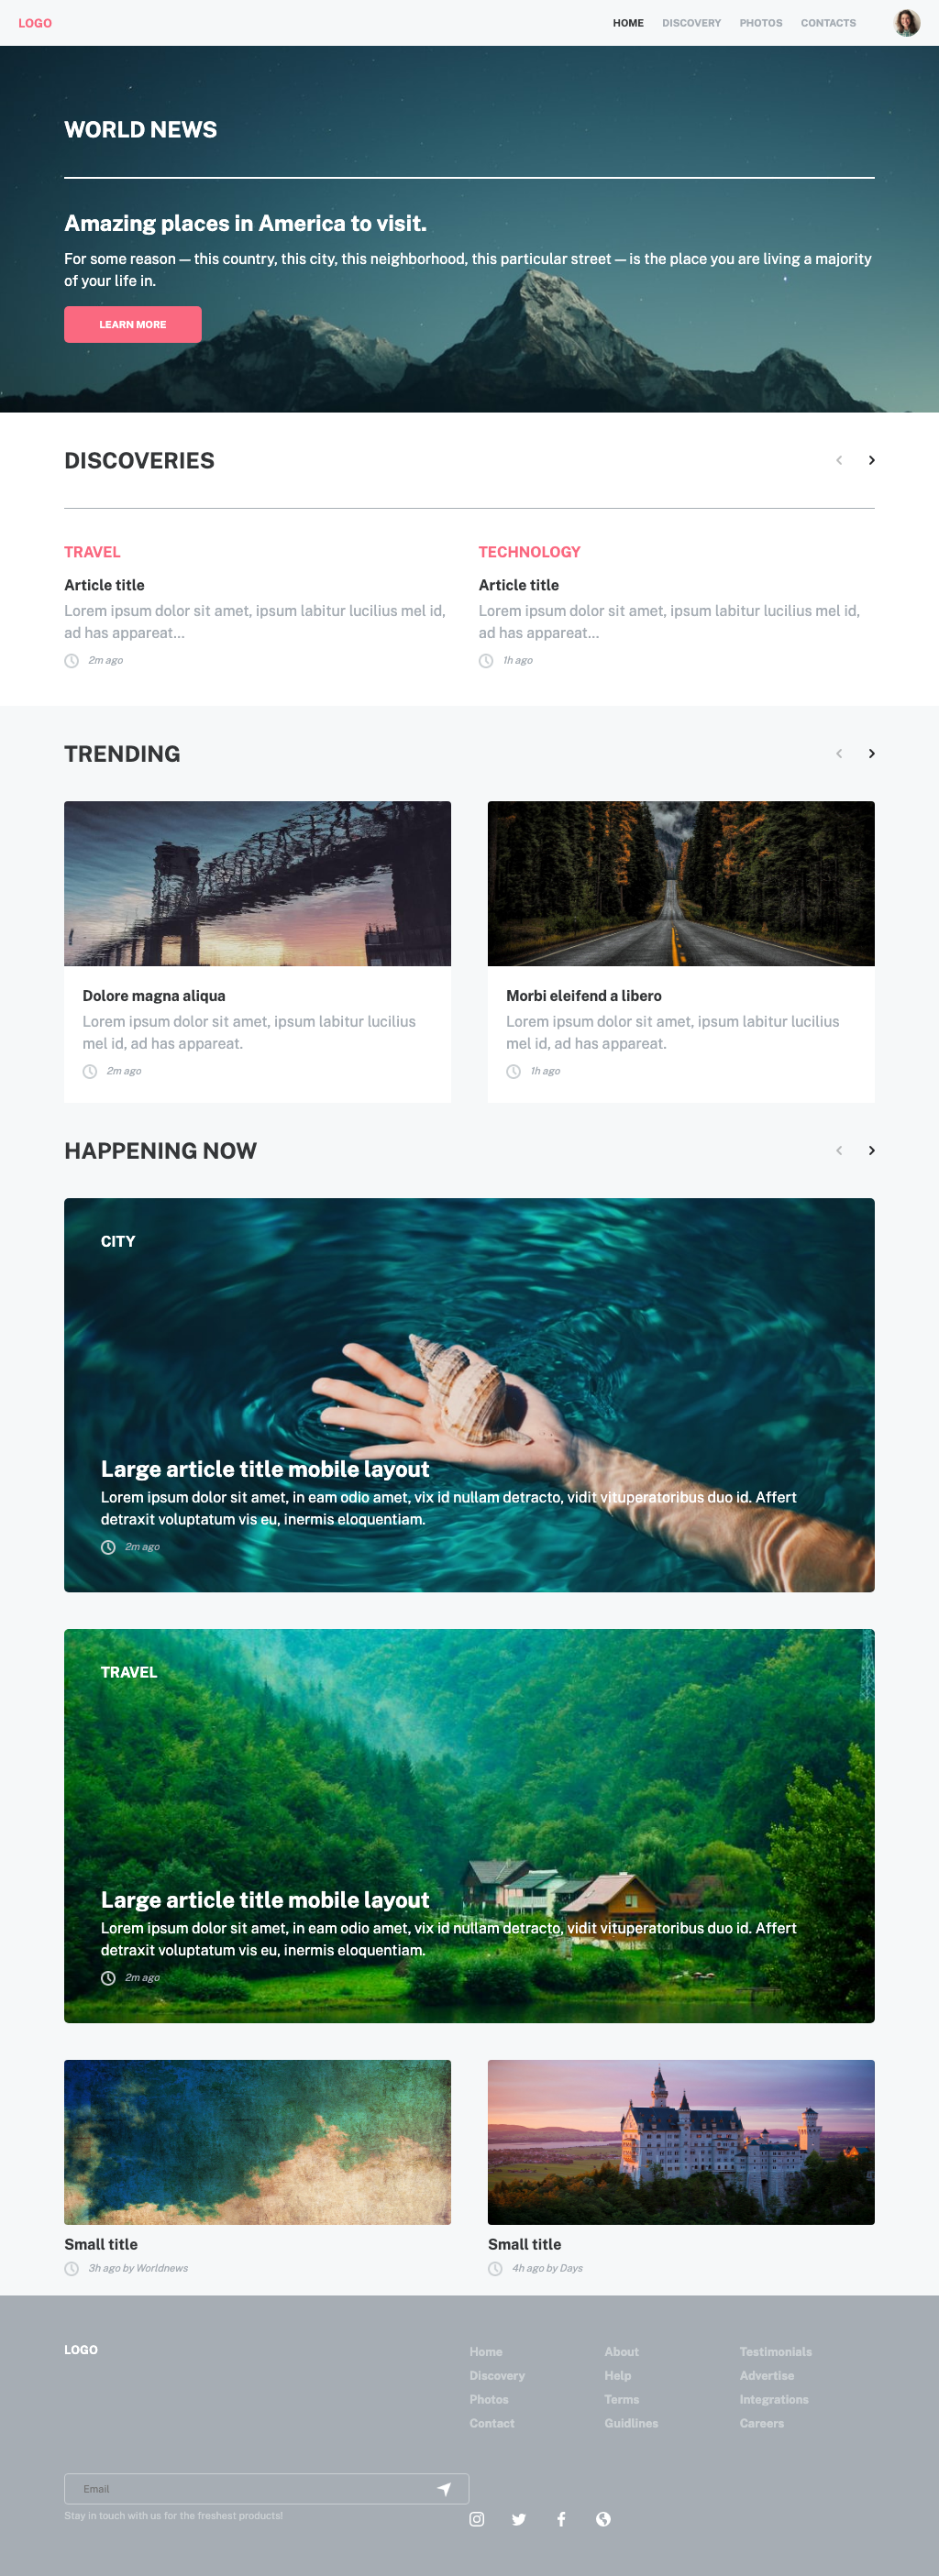 LOGO
HOME
DISCOVERY
PHOTOS
CONTACTS
WORLD NEWS
Amazing places in America to visit.
For some reason — this country, this city, this neighborhood, this particular street — is the place you are living a majority
of your life in.
LEARN MORE
DISCOVERIES
TRAVEL
Article title
Lorem ipsum dolor sit amet, ipsum labitur lucilius mel id,
ad has appareat...
2m ago
TECHNOLOGY
Article title
Lorem ipsum dolor sit amet, ipsum labitur lucilius mel id,
ad has appareat...
1h ago
TRENDING
Dolore magna aliqua
Lorem ipsum dolor sit amet, ipsum labitur lucilius
mel id, ad has appareat.
2m ago
Morbi eleifend a libero
Lorem ipsum dolor sit amet, ipsum labitur lucilius
mel id, ad has appareat.
1h ago
HAPPENING NOW
CITY
Large article title mobile layout
Lorem ipsum dolor sit amet, in eam odio amet, vix id nullam detracto, vidit vituperatoribus duo id. Affert
detraxit voluptatum vis eu, inermis eloquentiam.
2m ago
TRAVEL
Large article title mobile layout
Lorem ipsum dolor sit amet, in eam odio amet, vix id nullam detracto, vidit vituperatoribus duo id. Affert
detraxit voluptatum vis eu, inermis eloquentiam.
2m ago
Small title
3h ago by Worldnews
Small title
4h ago by Days
LOGO
Home
Discovery
Photos
Contact
About
Help
Terms
Guidlines
Testimonials
Advertise
Integrations
Careers
Email
Stay in touch with us for the freshest products!